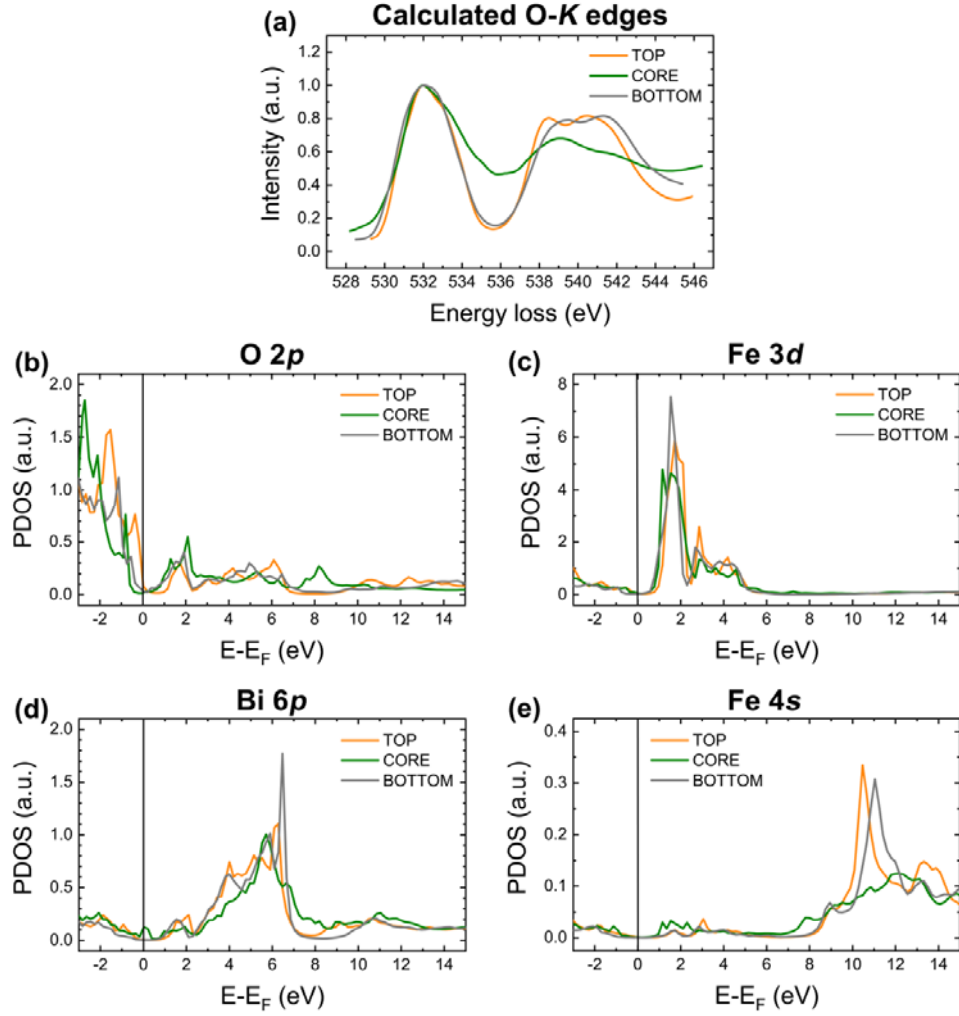 Calculated O-K edges
(a)
TOP
CORE
BOTTOM
1.2
1.0
0.8
0.6
0.4
0.2
0.0
Intensity (a.u.)
528 530 532 534 536 538 540 542 544 546
Energy loss (eV)
(b)
O 2p
TOP
CORE
BOTTOM
2.0
1.5
1.0
0.5
0.0
PDOS (a.u.)
-2 0 2 4 6 8 10 12 14
E-EF (eV)
(c)
Fe 3d
TOP
CORE
BOTTOM
8
6
4
2
0
PDOS (a.u.)
-2 0 2 4 6 8 10 12 14
E-EF (eV)
(d)
Bi 6p
TOP
CORE
BOTTOM
2.0
1.5
1.0
0.5
0.0
PDOS (a.u.)
-2 0 2 4 6 8 10 12 14
E-EF (eV)
(e)
Fe 4s
TOP
CORE
BOTTOM
0.4
0.3
0.2
0.1
0.0
PDOS (a.u.)
-2 0 2 4 6 8 10 12 14
E-EF (eV)